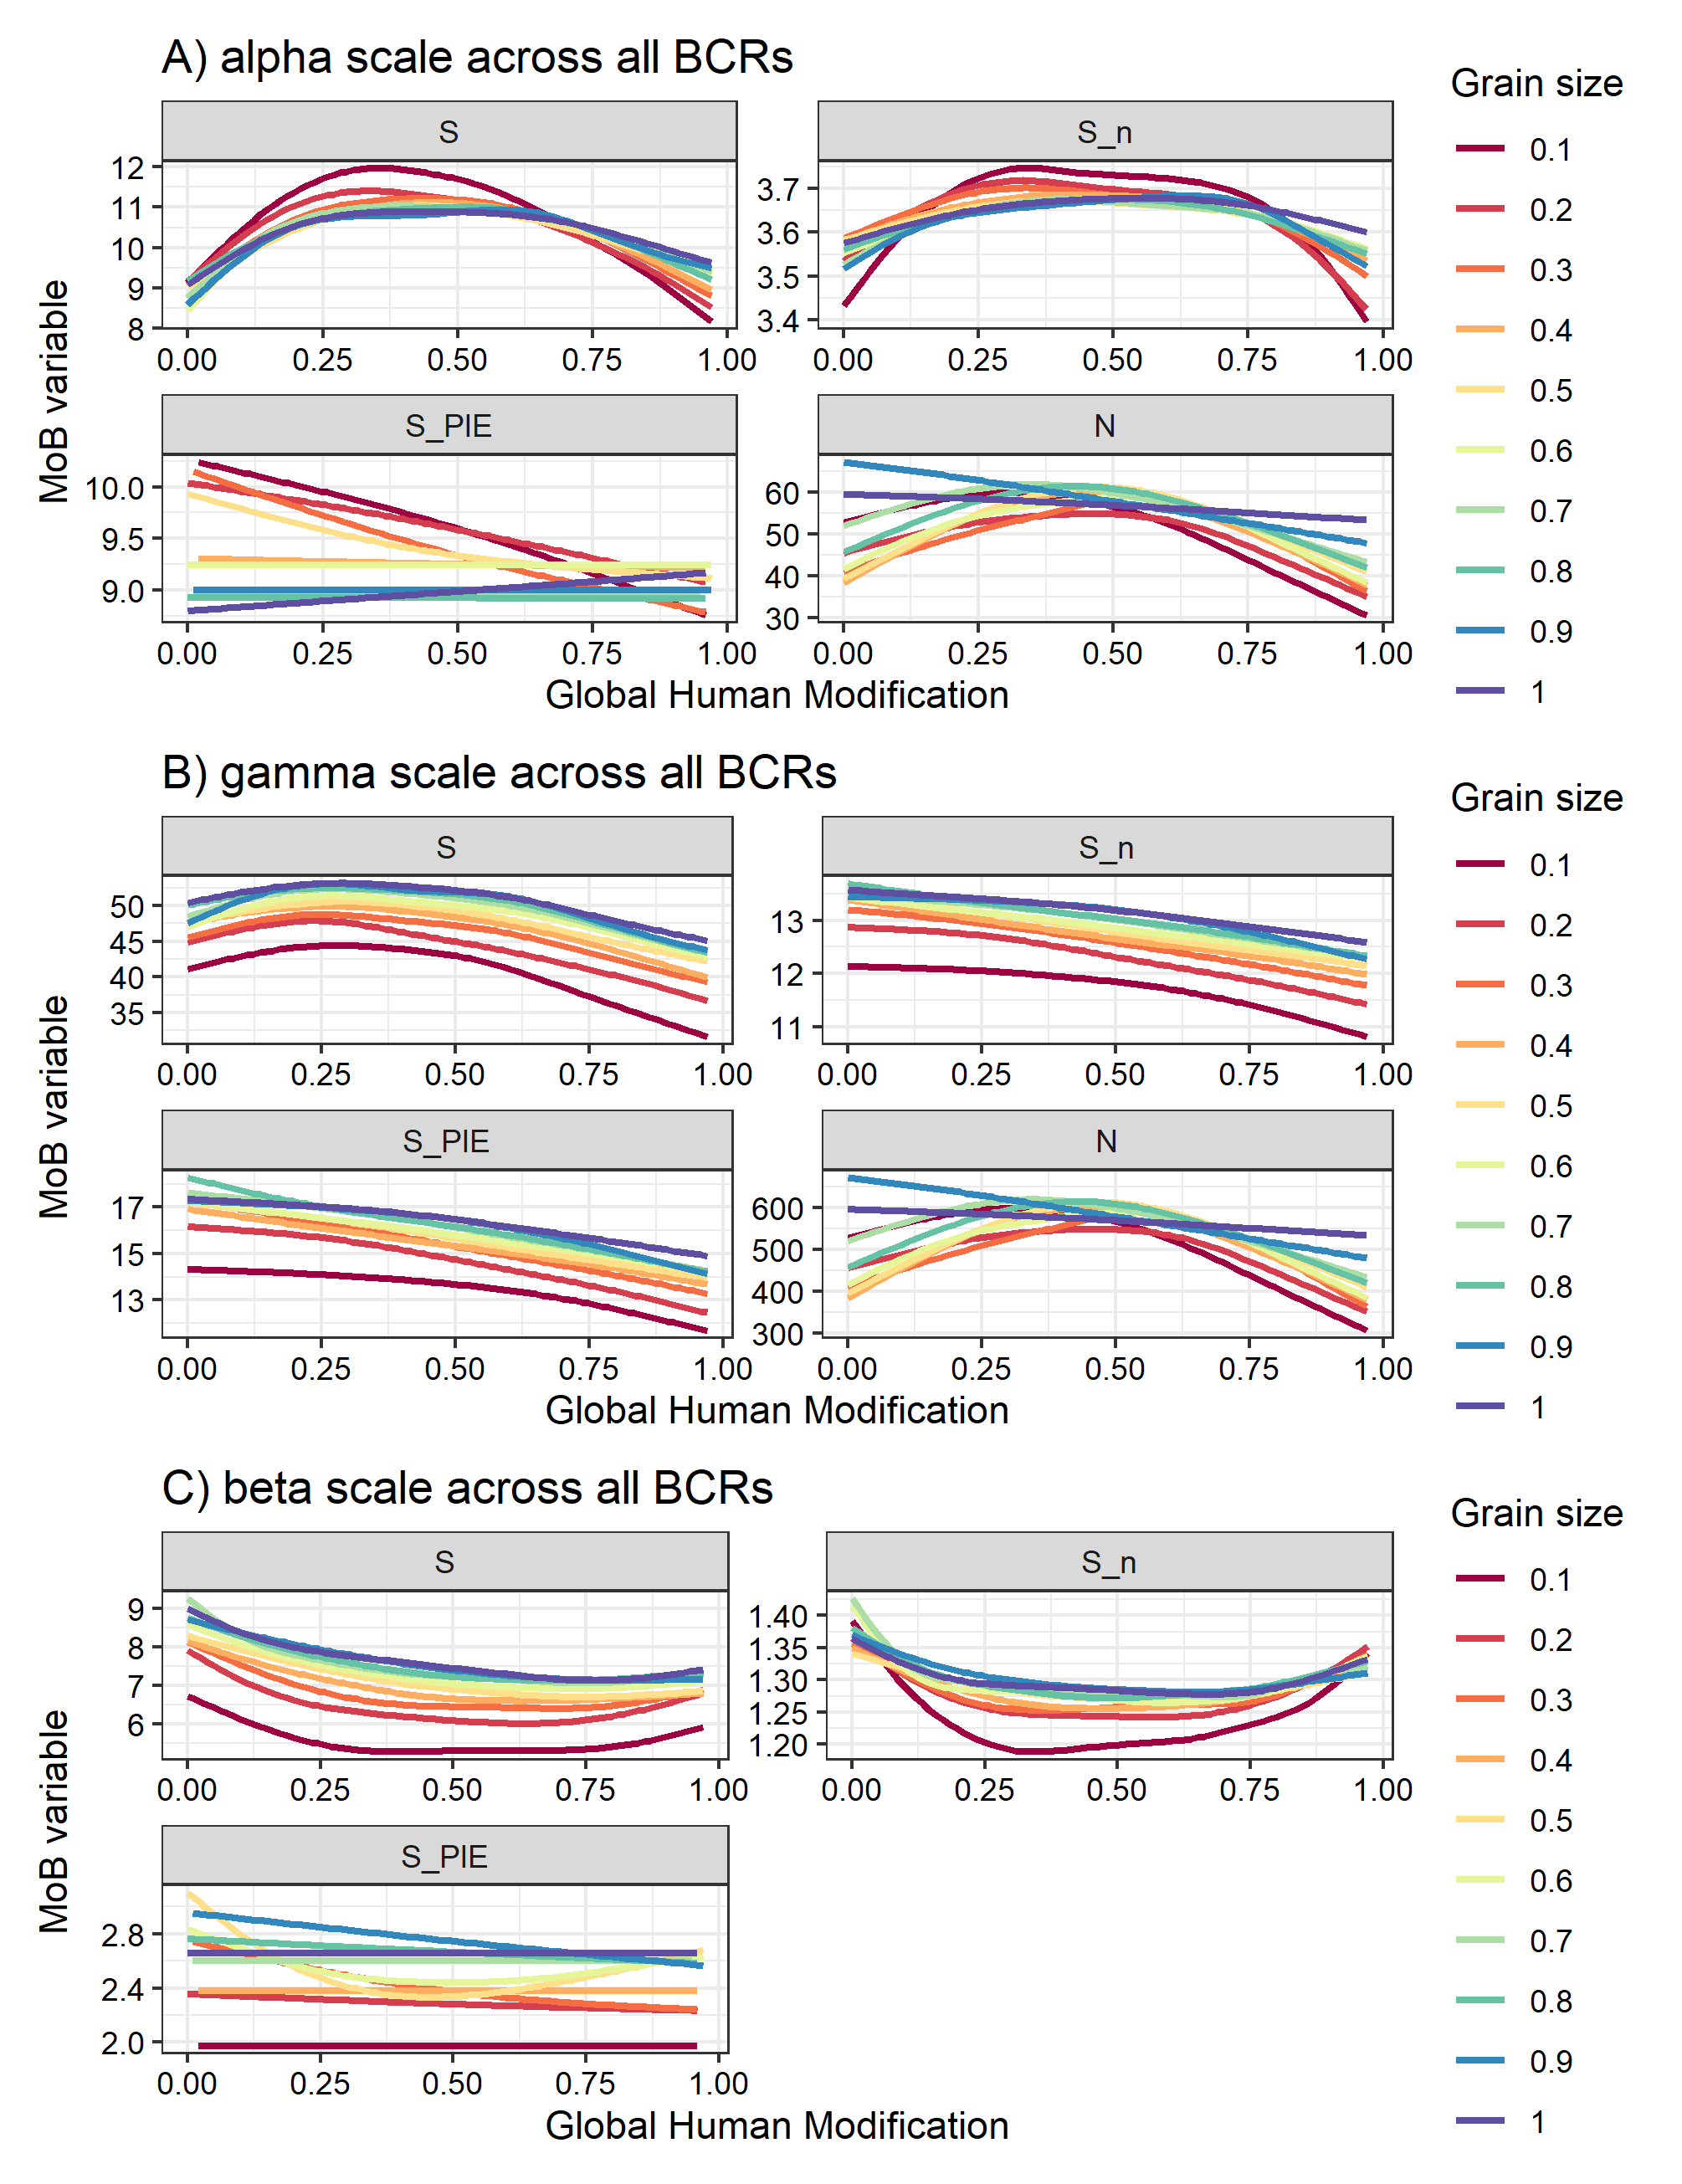 A) alpha scale across all BCRs
S
S_n
12
11
10
9
8
3.7
3.6
3.5
3.4
0.00 0.25 0.50 0.75 1.00
0.00 0.25 0.50 0.75 1.00
S_PIE
N
10.0
9.5
9.0
60
50
40
30
0.00 0.25 0.50 0.75 1.00
0.00 0.25 0.50 0.75 1.00
MoB variable
Global Human Modification
Grain size
0.1
0.2
0.3
0.4
0.5
0.6
0.7
0.8
0.9
1
B) gamma scale across all BCRs
S
S_n
50
45
40
35
13
12
11
0.00 0.25 0.50 0.75 1.00
0.00 0.25 0.50 0.75 1.00
S_PIE
N
17
15
13
600
500
400
300
0.00 0.25 0.50 0.75 1.00
0.00 0.25 0.50 0.75 1.00
MoB variable
Global Human Modification
Grain size
0.1
0.2
0.3
0.4
0.5
0.6
0.7
0.8
0.9
1
C) beta scale across all BCRs
S
S_n
9
8
7
6
1.40
1.35
1.30
1.25
1.20
0.00 0.25 0.50 0.75 1.00
0.00 0.25 0.50 0.75 1.00
S_PIE
2.8
2.4
2.0
0.00 0.25 0.50 0.75 1.00
MoB variable
Global Human Modification
Grain size
0.1
0.2
0.3
0.4
0.5
0.6
0.7
0.8
0.9
1